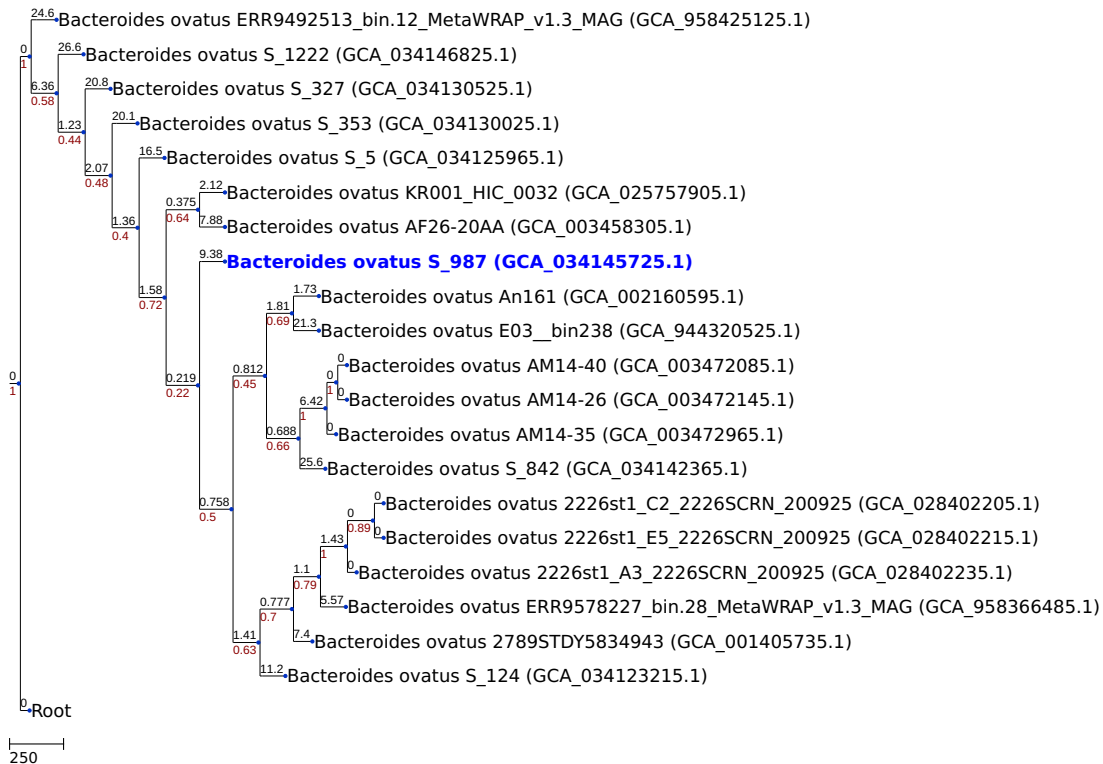 24.6 Bacteroides ovatus ERR9492513_bin.12_MetaWRAP_v1.3_MAG (GCA_958425125.1)
0
1
26.6 Bacteroides ovatus S_1222 (GCA_034146825.1)
6.36
0.58
20.8 Bacteroides ovatus S_327 (GCA_034130525.1)
1.23
0.44
20.1 Bacteroides ovatus S_353 (GCA_034130025.1)
2.07
0.48
16.5 Bacteroides ovatus S_5 (GCA_034125965.1)
2.12 Bacteroides ovatus KR001_HIC_0032 (GCA_025757905.1)
0.375
0.64
7.88 Bacteroides ovatus AF26-20AA (GCA_003458305.1)
1.36
0.4
9.38 Bacteroides ovatus S_987 (GCA_034145725.1)
1.73 Bacteroides ovatus An161 (GCA_002160595.1)
1.58
0.72
1.81
0.69
21.3 Bacteroides ovatus E03__bin238 (GCA_944320525.1)
0 Bacteroides ovatus AM14-40 (GCA_003472085.1)
0
1
0.812
0.45
0
1
0.219
0.22
0 Bacteroides ovatus AM14-26 (GCA_003472145.1)
6.42
1
0 Bacteroides ovatus AM14-35 (GCA_003472965.1)
0.688
0.66
25.6 Bacteroides ovatus S_842 (GCA_034142365.1)
0 Bacteroides ovatus 2226st1_C2_2226SCRN_200925 (GCA_028402205.1)
0.758
0.5
0
0.89
0 Bacteroides ovatus 2226st1_E5_2226SCRN_200925 (GCA_028402215.1)
1.43
1
0 Bacteroides ovatus 2226st1_A3_2226SCRN_200925 (GCA_028402235.1)
1.1
0.79
5.57 Bacteroides ovatus ERR9578227_bin.28_MetaWRAP_v1.3_MAG (GCA_958366485.1)
0.777
0.7
7.4 Bacteroides ovatus 2789STDY5834943 (GCA_001405735.1)
1.41
0.63
11.2 Bacteroides ovatus S_124 (GCA_034123215.1)
0 Root
250